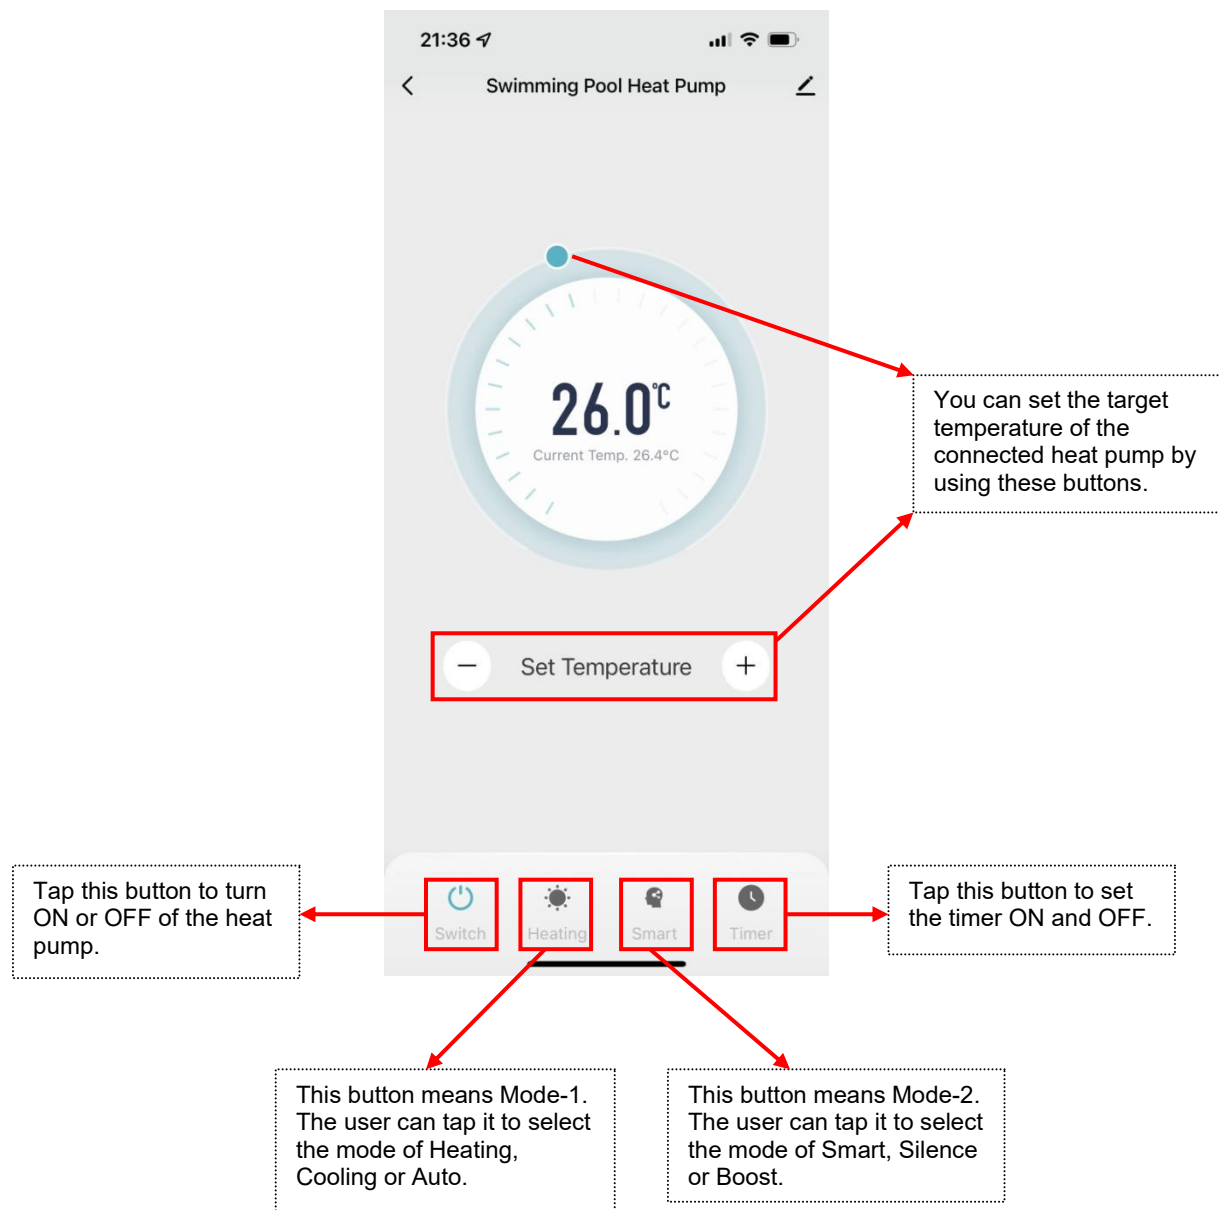 21:36
Swimming Pool Heat Pump
26.0°C
Current Temp. 26.4°C
You can set the target
temperature of the
connected heat pump by
using these buttons.
Set Temperature
Tap this button to turn
ON or OFF of the heat
pump.
Switch
Heating
Smart
Timer
Tap this button to set
the timer ON and OFF.
This button means Mode-1.
The user can tap it to select
the mode of Heating,
Cooling or Auto.
This button means Mode-2.
The user can tap it to select
the mode of Smart, Silence
or Boost.